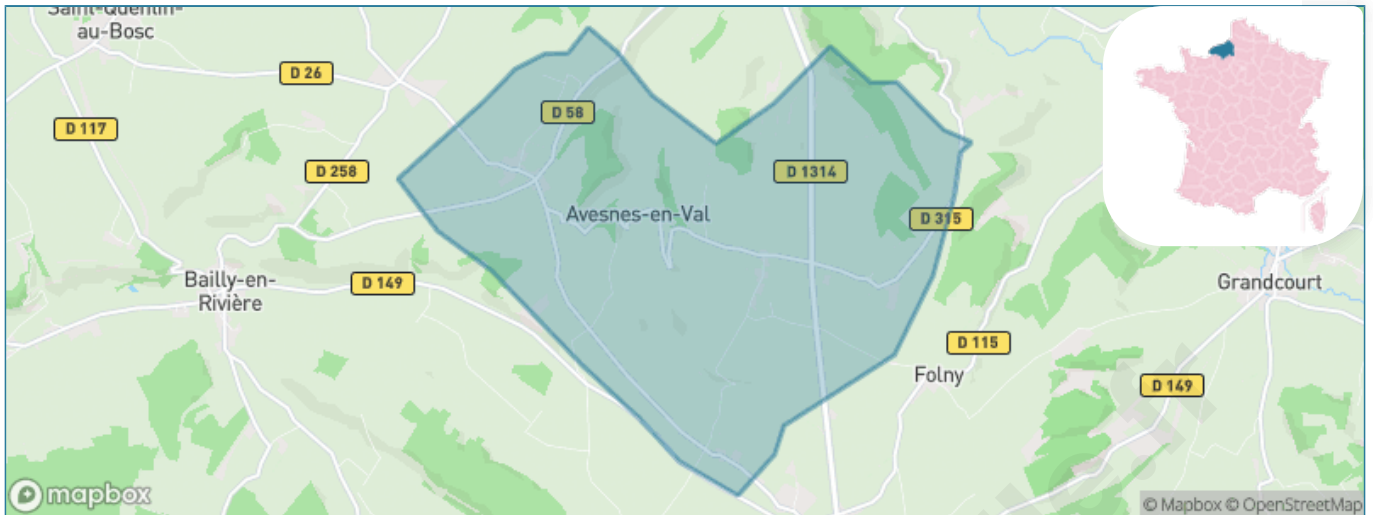 Saint-Quentin-
au-Bosc
D 26
D 58
D 117
D 258
D 1314
Avesnes-en-Val
D 315
Bailly-en-
Rivière
D 149
Grandcourt
D 115
Folny
D 149
mapbox
© Mapbox © OpenStreetMap